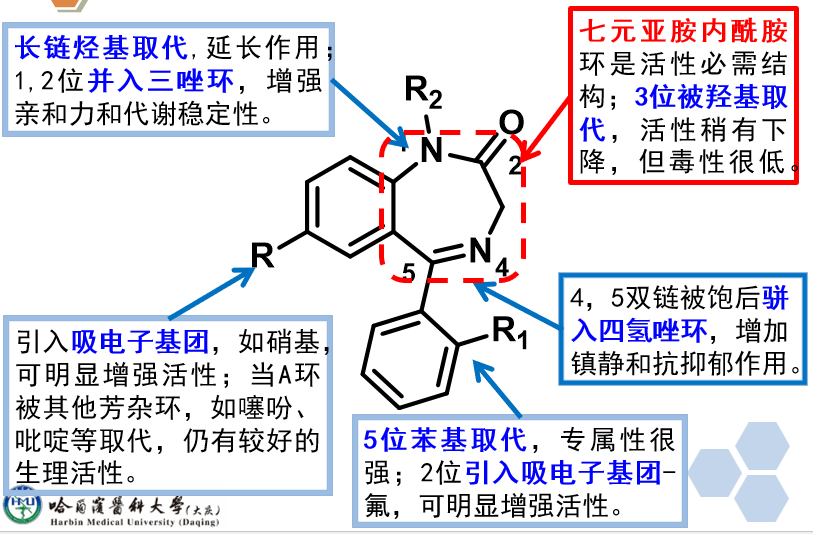 长链烃基取代,延长作用;
1,2位并入三唑环，增强
亲和力和代谢稳定性。
七元亚胺内酰胺
环是活性必需结
构；3位被羟基取
代，活性稍有下
降，但毒性很低。
R2
1
N
O
2
R
5
N
4
R1
4，5双链被饱后骈
入四氢唑环，增加
镇静和抗抑郁作用。
引入吸电子基团，如硝基，
可明显增强活性；当A环
被其他芳杂环，如噻吩、
吡啶等取代，仍有较好的
生理活性。
5位苯基取代，专属性很
强；2位引入吸电子基团-
氟，可明显增强活性。
HMU
哈爾濱醫科大學(大庆)
Harbin Medical University (Daqing)